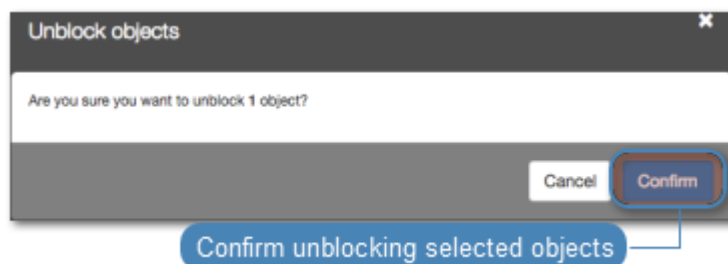 Unblock objects
Are you sure you want to unblock 1 object?
Cancel Confirm
Confirm unblocking selected objects